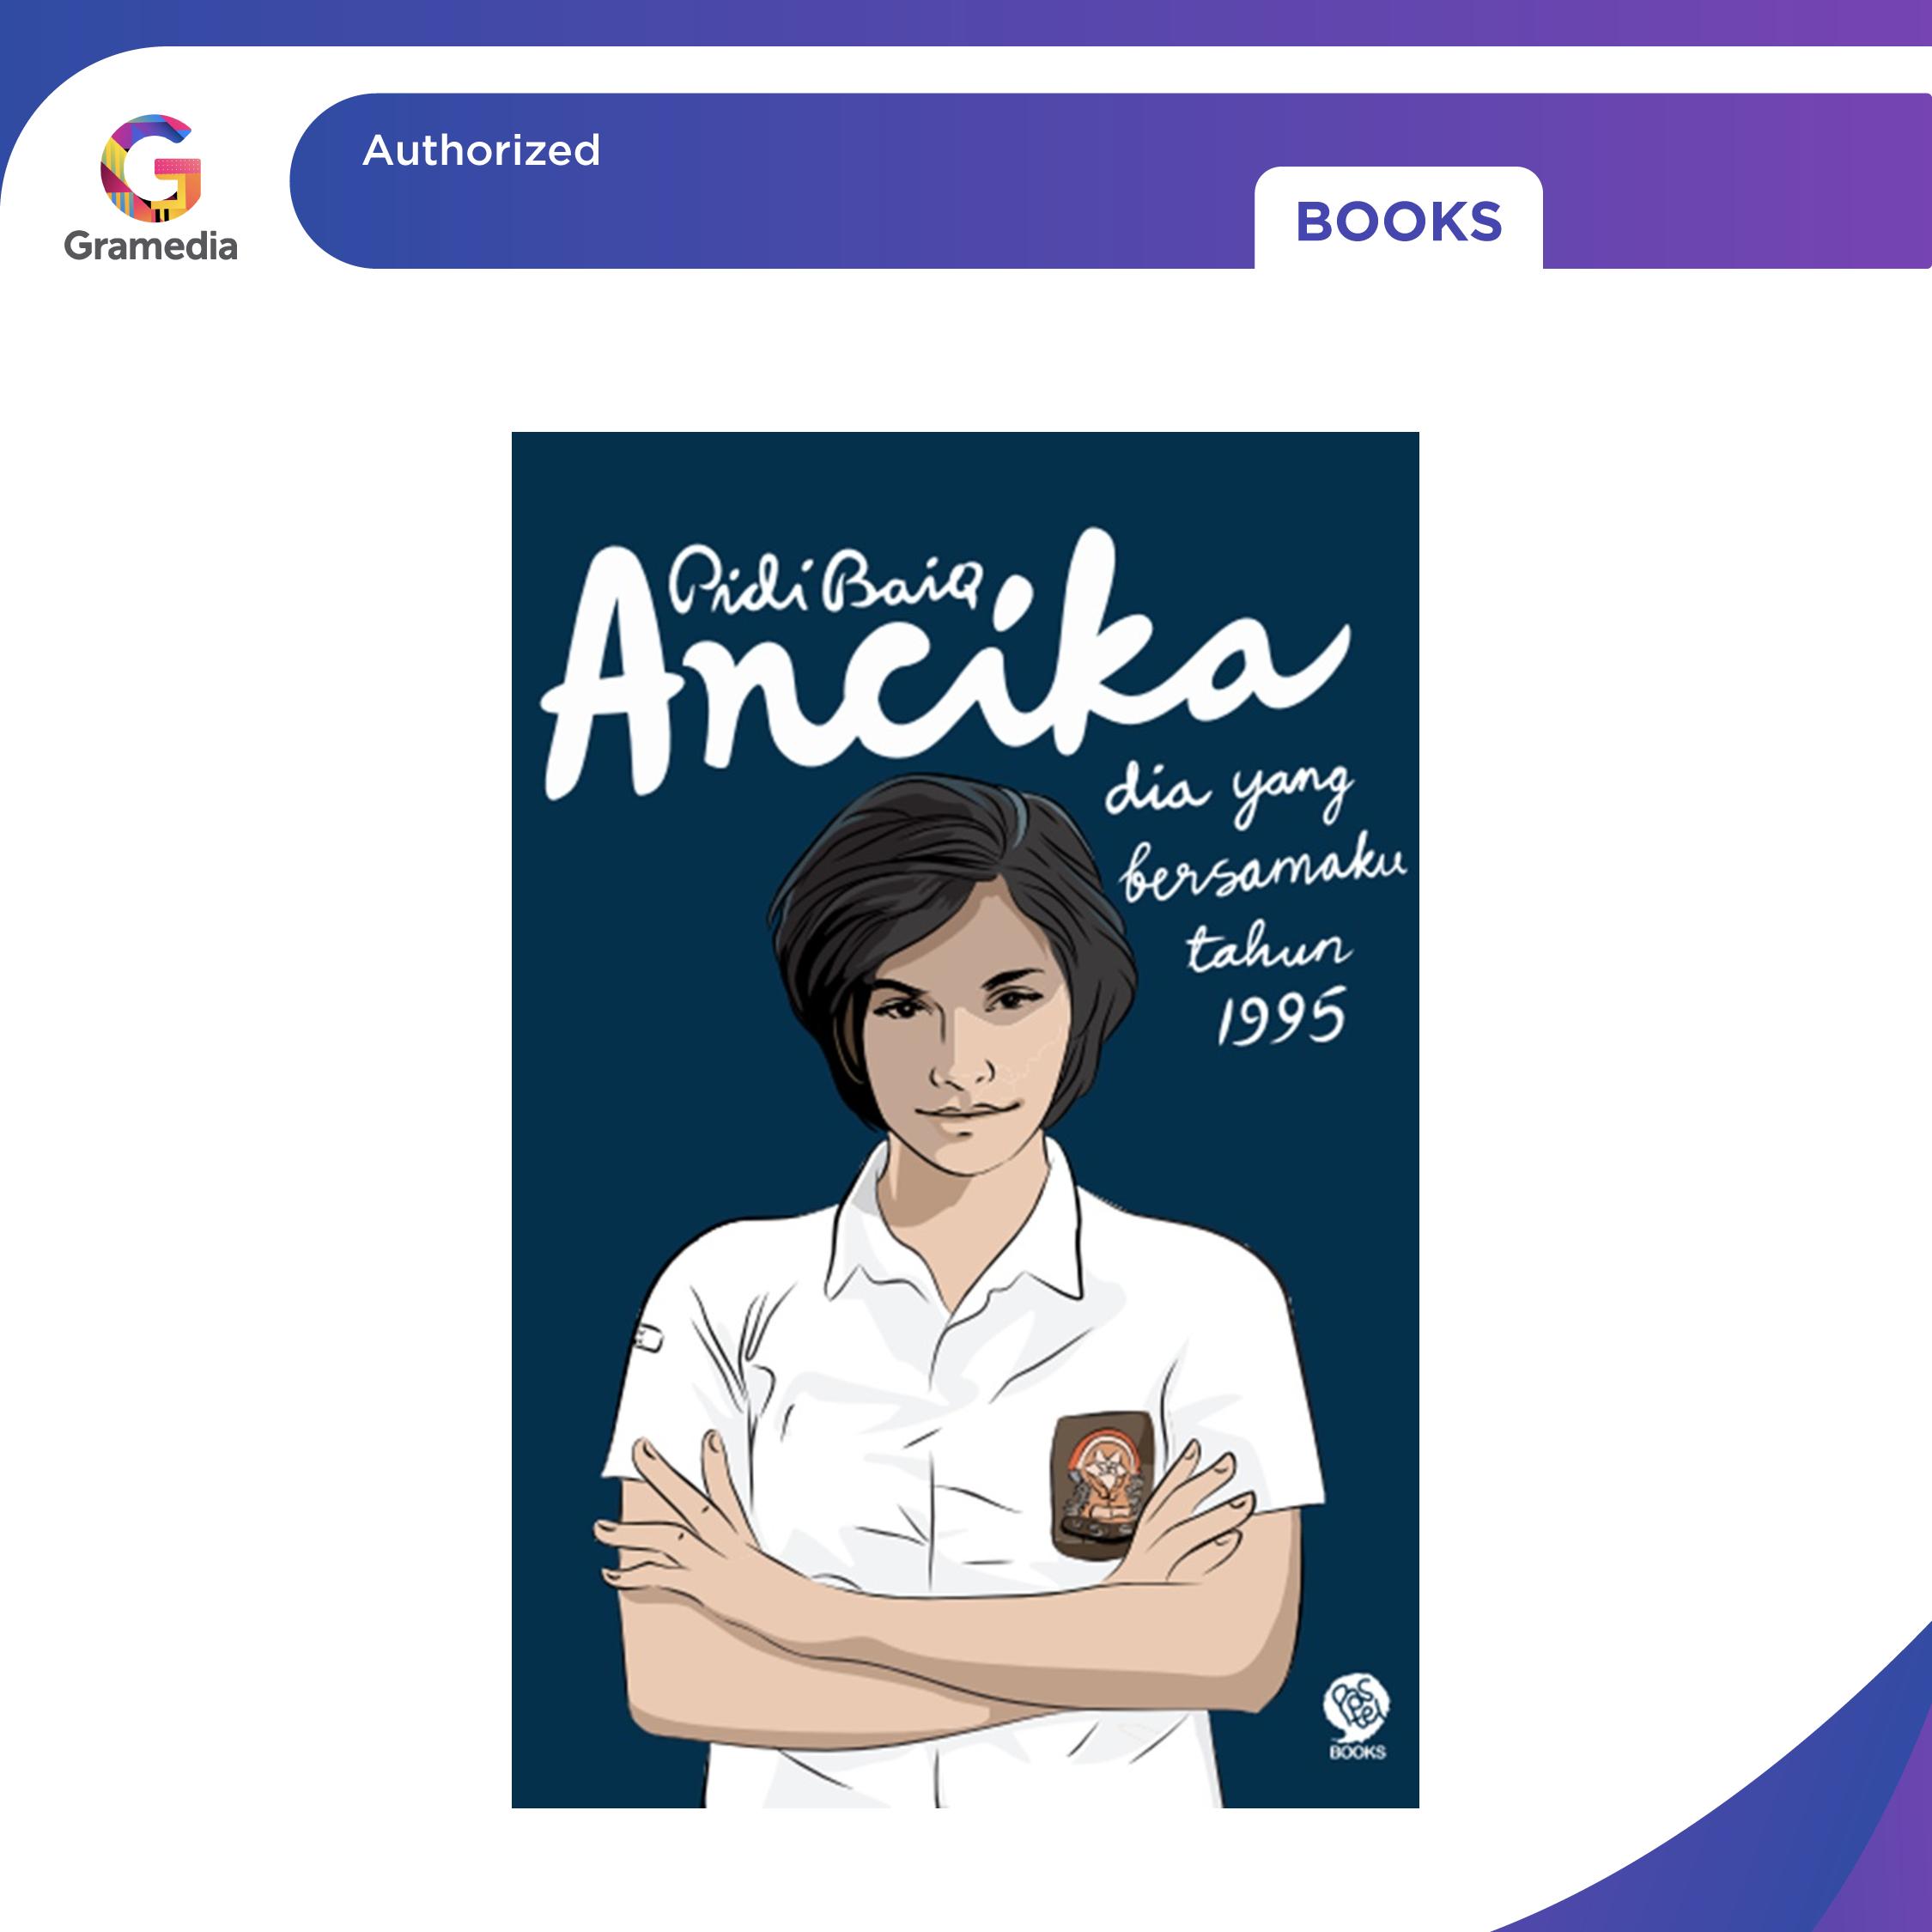 Authorized
Gramedia
BOOKS
Pidi Baiq
Ancika
dia yang
bersamaku
tahun
1995
Pastel
BOOKS